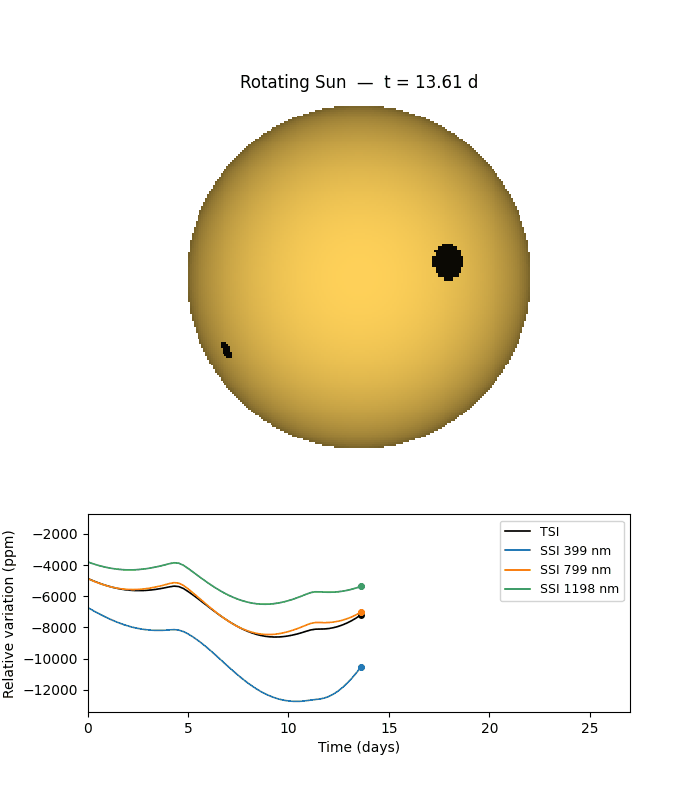 Rotating Sun — t = 13.61 d
−2000
−4000
−6000
−8000
−10000
−12000
Relative variation (ppm)
TSI
SSI 399 nm
SSI 799 nm
SSI 1198 nm
0 5 10 15 20 25
Time (days)